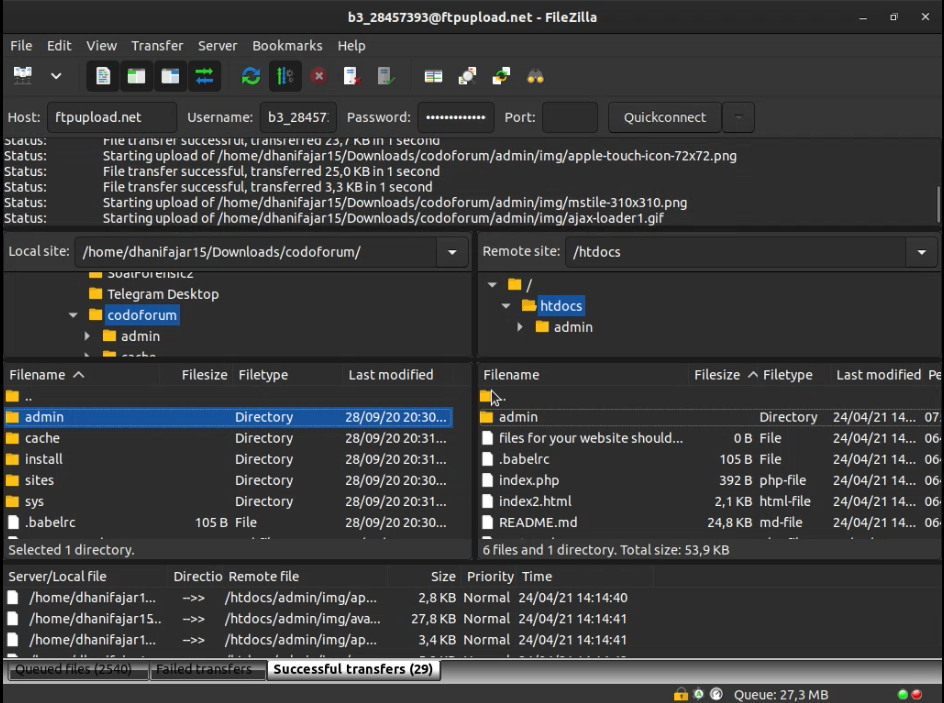 b3_28457393@ftpupload.net - FileZilla
File Edit View Transfer Server Bookmarks Help
Host: ftpupload.net Username: b3_28457: Password: ••••••••••••• Port: Quickconnect
Status: File transfer successful, transferred 23,7 KB in 1 second
Status: Starting upload of /home/dhanifajar15/Downloads/codoforum/admin/img/apple-touch-icon-72x72.png
Status: File transfer successful, transferred 25,0 KB in 1 second
Status: File transfer successful, transferred 3,3 KB in 1 second
Status: Starting upload of /home/dhanifajar15/Downloads/codoforum/admin/img/mstile-310x310.png
Status: Starting upload of /home/dhanifajar15/Downloads/codoforum/admin/img/ajax-loader1.gif
Local site: /home/dhanifajar15/Downloads/codoforum/
SoalForensic2
Telegram Desktop
codoforum
admin
cache
Remote site: /htdocs
/
htdocs
admin
Filename Filesize Filetype Last modified
..
admin Directory 28/09/20 20:30...
cache Directory 28/09/20 20:31...
install Directory 28/09/20 20:31...
sites Directory 28/09/20 20:31...
sys Directory 28/09/20 20:31...
.babelrc 105 B File 28/09/20 20:30...
Selected 1 directory.
Filename Filesize Filetype Last modified Pe
..
admin Directory 24/04/21 14... 07
files for your website should... 0 B File 24/04/21 14... 06
.babelrc 105 B File 24/04/21 14... 06
index.php 392 B php-file 24/04/21 14... 06
index2.html 2,1 KB html-file 24/04/21 14... 06
README.md 24,8 KB md-file 24/04/21 14... 06
6 files and 1 directory. Total size: 53,9 KB
Server/Local file Directio Remote file Size Priority Time
/home/dhanifajar1... -->> /htdocs/admin/img/ap... 2,8 KB Normal 24/04/21 14:14:40
/home/dhanifajar15... -->> /htdocs/admin/img/ava... 27,8 KB Normal 24/04/21 14:14:41
/home/dhanifajar1... -->> /htdocs/admin/img/ap... 3,4 KB Normal 24/04/21 14:14:41
Queued files (2540) Failed transfers Successful transfers (29)
Queue: 27,3 MB